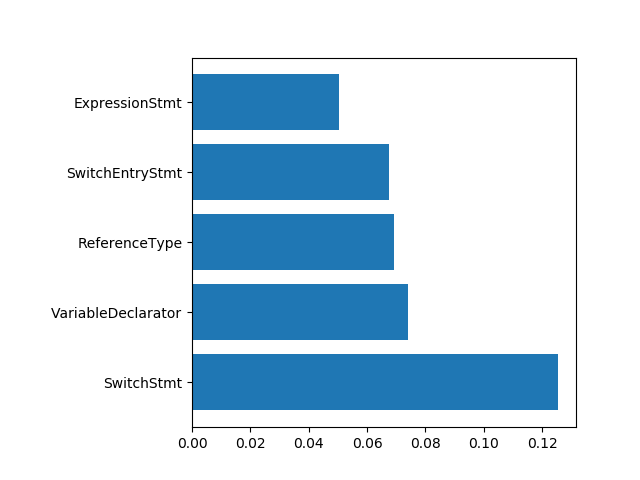 ExpressionStmt
SwitchEntryStmt
ReferenceType
VariableDeclarator
SwitchStmt
0.00 0.02 0.04 0.06 0.08 0.10 0.12